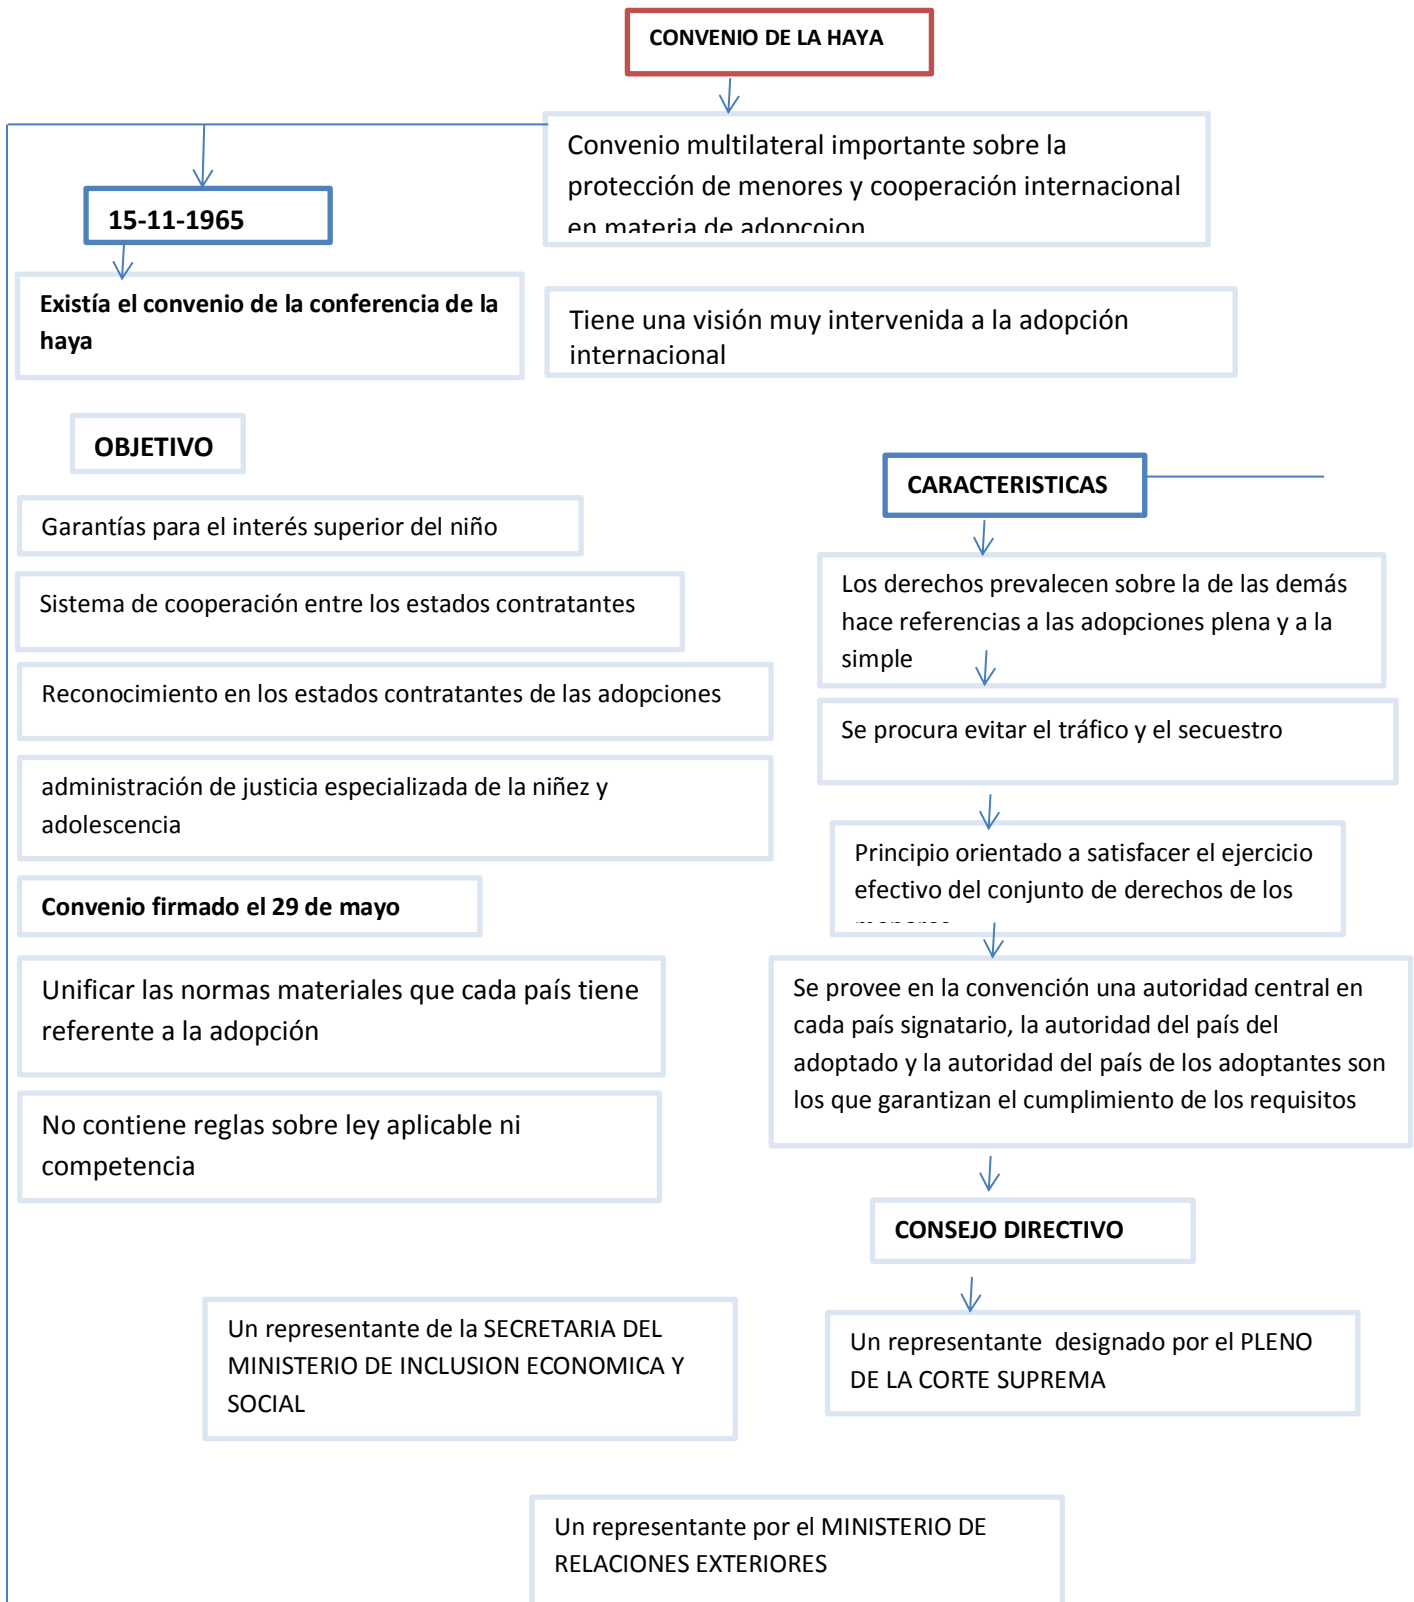 CONVENIO DE LA HAYA
Convenio multilateral importante sobre la
protección de menores y cooperación internacional
en materia de adopcoion
15-11-1965
Existía el convenio de la conferencia de la
haya
Tiene una visión muy intervenida a la adopción
internacional
OBJETIVO
Garantías para el interés superior del niño
Sistema de cooperación entre los estados contratantes
Reconocimiento en los estados contratantes de las adopciones
administración de justicia especializada de la niñez y
adolescencia
Convenio firmado el 29 de mayo
Unificar las normas materiales que cada país tiene
referente a la adopción
No contiene reglas sobre ley aplicable ni
competencia
CARACTERISTICAS
Los derechos prevalecen sobre la de las demás
hace referencias a las adopciones plena y a la
simple
Se procura evitar el tráfico y el secuestro
Principio orientado a satisfacer el ejercicio
efectivo del conjunto de derechos de los
Se provee en la convención una autoridad central en
cada país signatario, la autoridad del país del
adoptado y la autoridad del país de los adoptantes son
los que garantizan el cumplimiento de los requisitos
CONSEJO DIRECTIVO
Un representante de la SECRETARIA DEL
MINISTERIO DE INCLUSION ECONOMICA Y
SOCIAL
Un representante  designado por el PLENO
DE LA CORTE SUPREMA
Un representante por el MINISTERIO DE
RELACIONES EXTERIORES